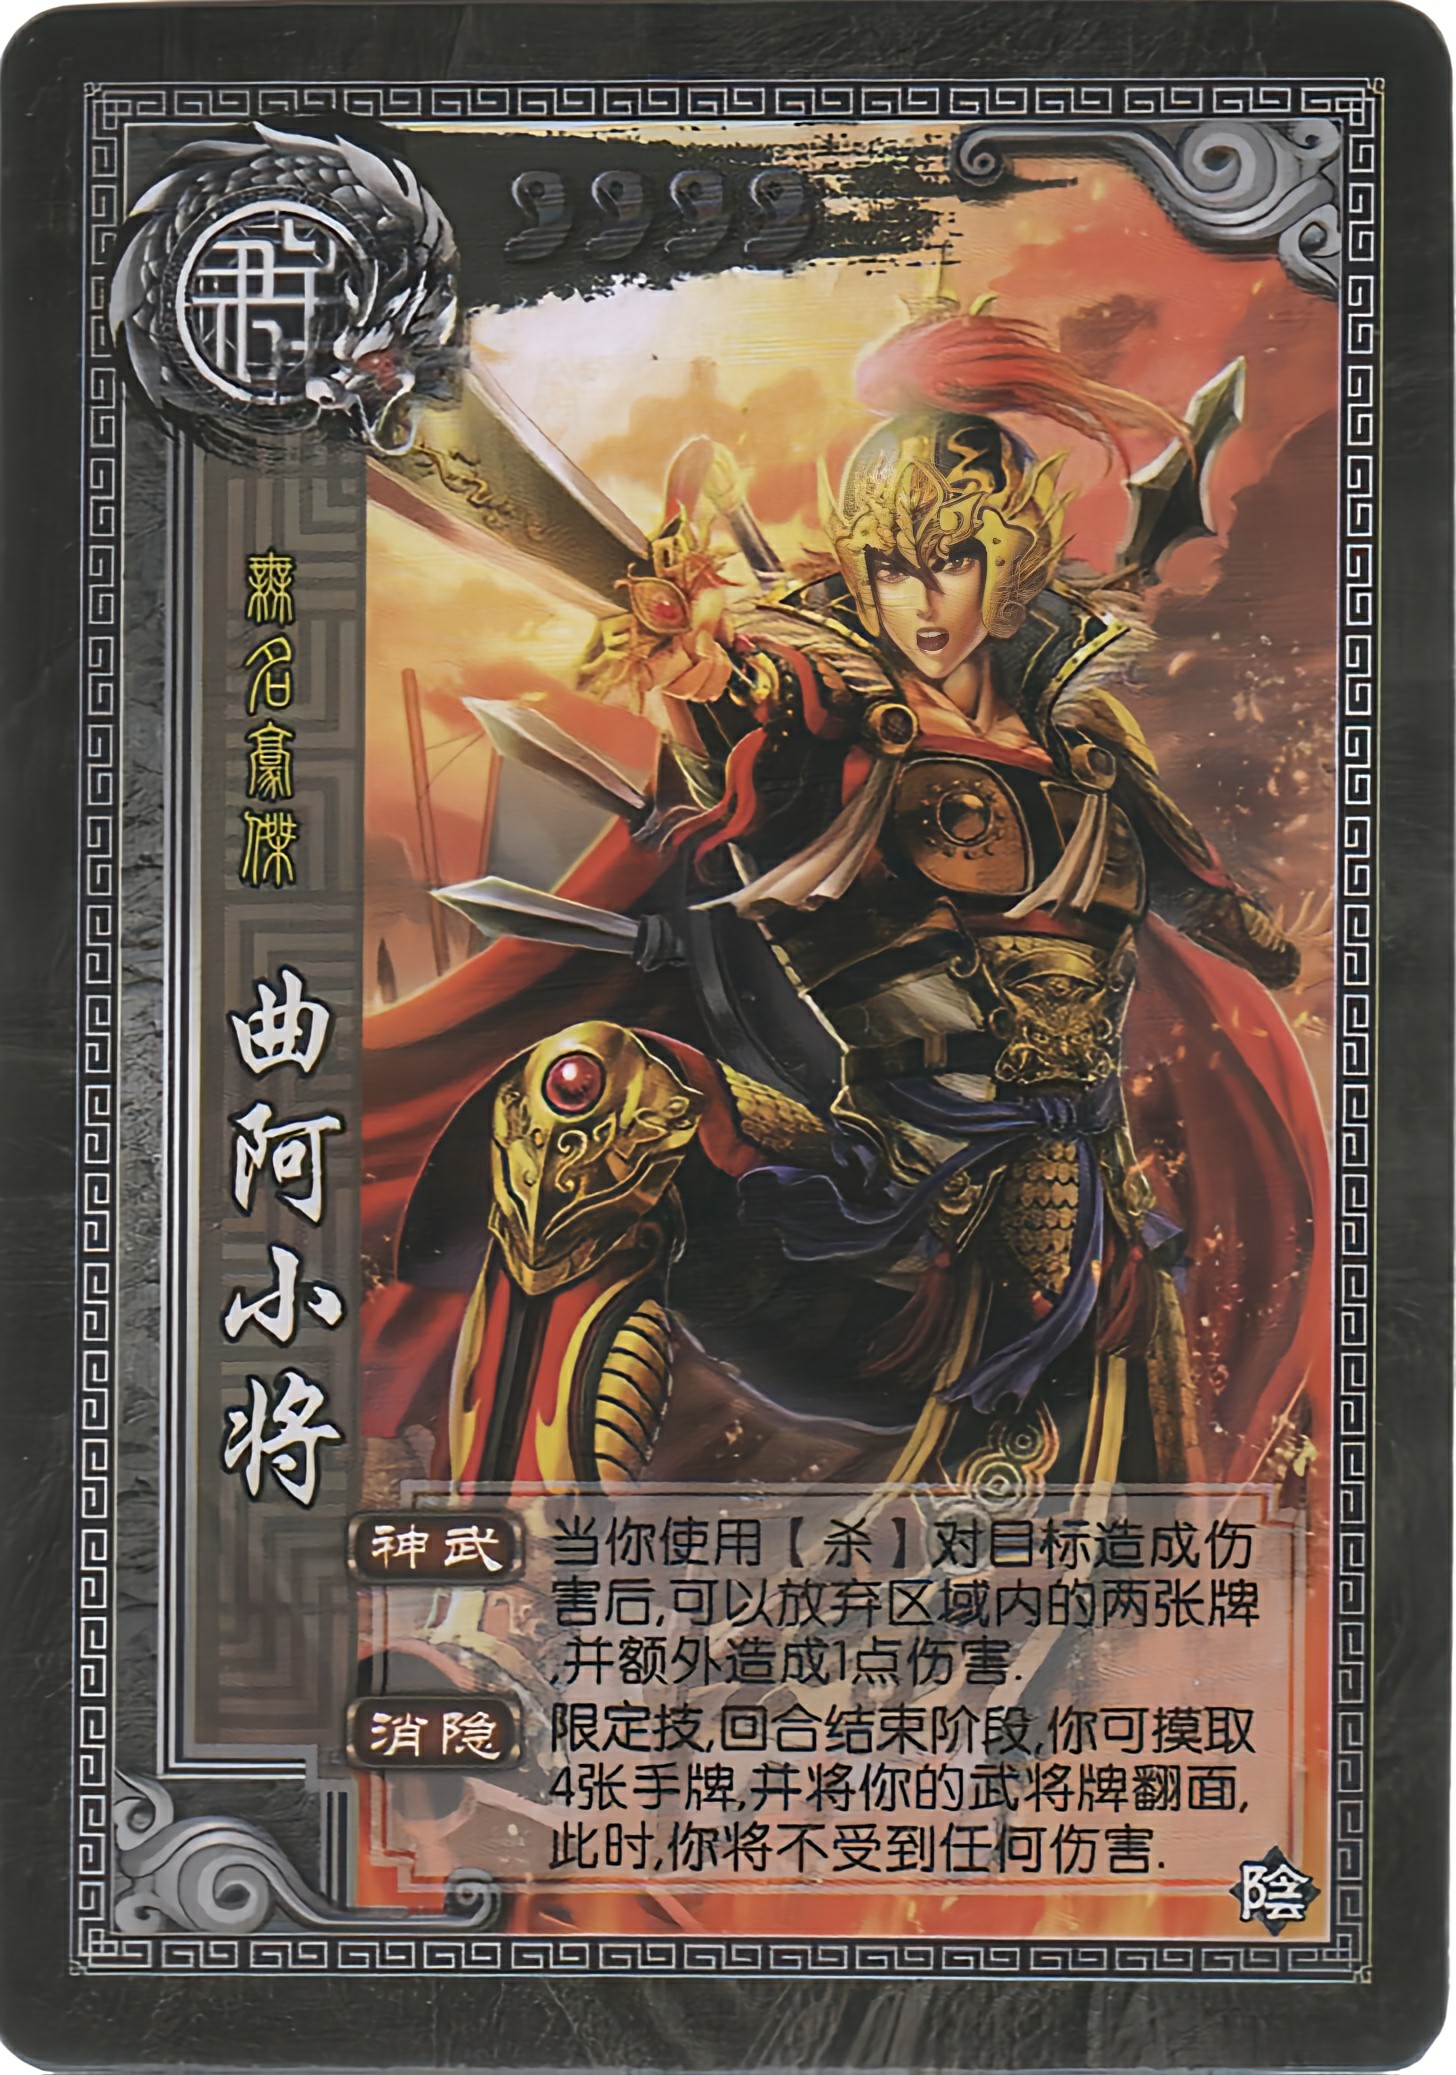 無名豪傑
曲阿小将
神武
当你使用【杀】对目标造成伤
害后,可以放弃区域内的两张牌
,并额外造成1点伤害.
消隐
限定技,回合结束阶段,你可摸取
4张手牌,并将你的武将牌翻面,
此时,你将不受到任何伤害.
陰